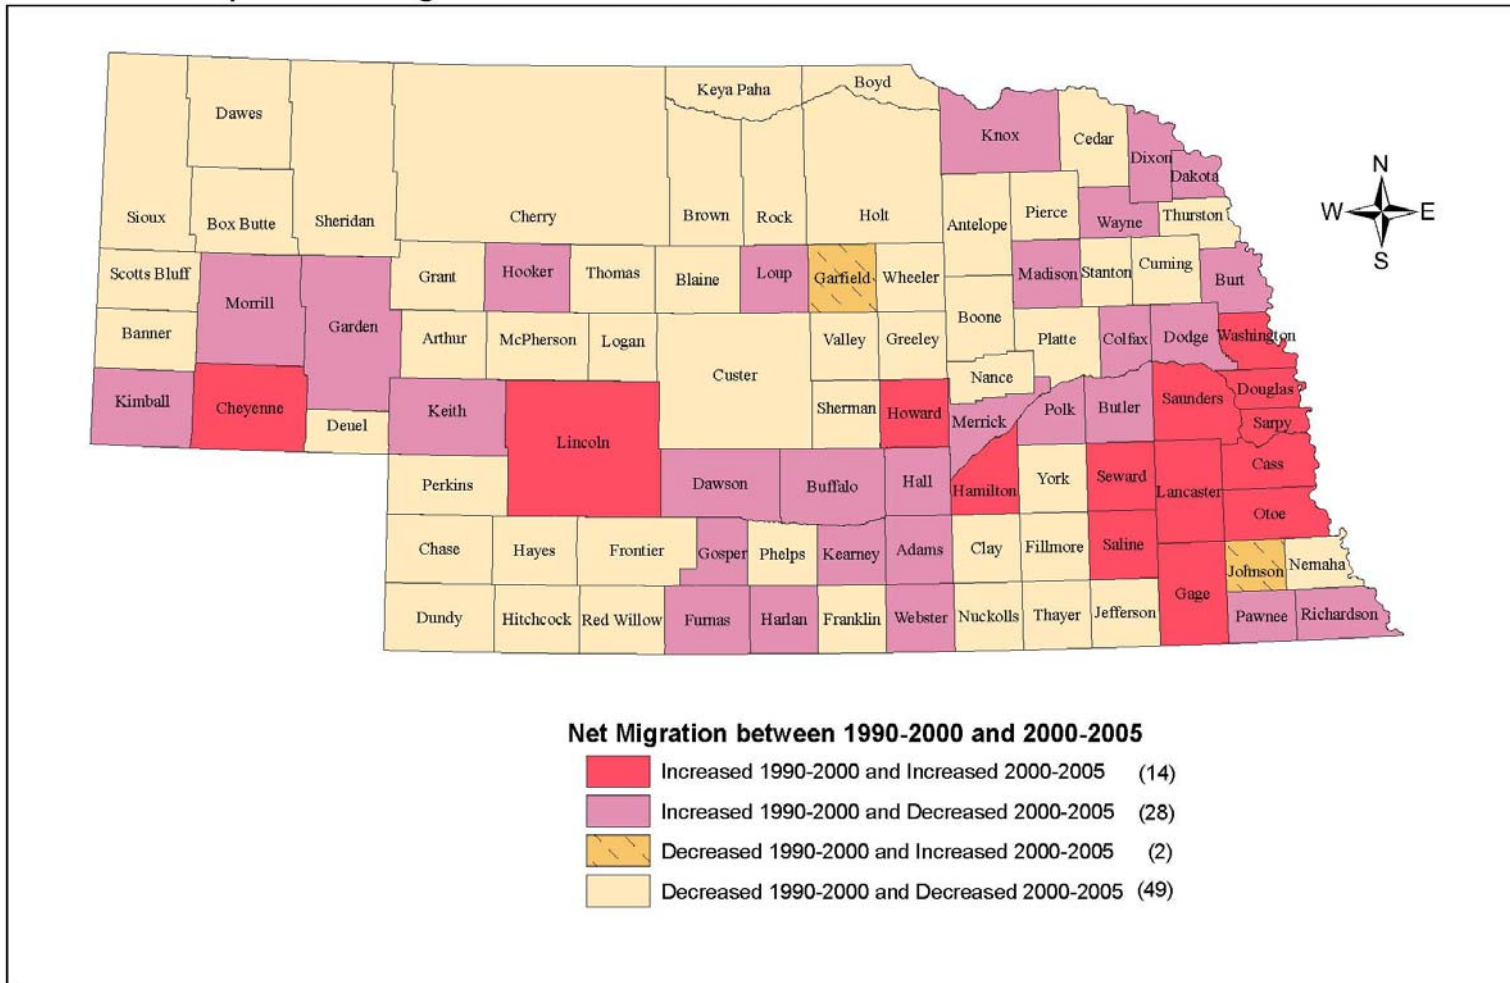 Keya Paha
Boyd
Dawes
Knox
Cedar
Dixon
Dakota
Sioux
Box Butte
Sheridan
Cherry
Brown
Rock
Holt
Antelope
Pierce
Wayne
Thurston
N
W
E
S
Scotts Bluff
Morrill
Garden
Grant
Hooker
Thomas
Blaine
Loup
Garfield
Wheeler
Madison
Stanton
Cuming
Burt
Banner
Arthur
McPherson
Logan
Custer
Valley
Greeley
Boone
Platte
Colfax
Dodge
Washington
Kimball
Cheyenne
Deuel
Keith
Lincoln
Sherman
Howard
Nance
Merrick
Polk
Butler
Saunders
Douglas
Sarpy
Perkins
Dawson
Buffalo
Hall
Hamilton
York
Seward
Lancaster
Cass
Otoe
Chase
Hayes
Frontier
Gosper
Phelps
Kearney
Adams
Clay
Fillmore
Saline
Gage
Johnson
Nemaha
Dundy
Hitchcock
Red Willow
Furnas
Harlan
Franklin
Webster
Nuckolls
Thayer
Jefferson
Pawnee
Richardson
Net Migration between 1990-2000 and 2000-2005
Increased 1990-2000 and Increased 2000-2005 (14)
Increased 1990-2000 and Decreased 2000-2005 (28)
Decreased 1990-2000 and Increased 2000-2005 (2)
Decreased 1990-2000 and Decreased 2000-2005 (49)